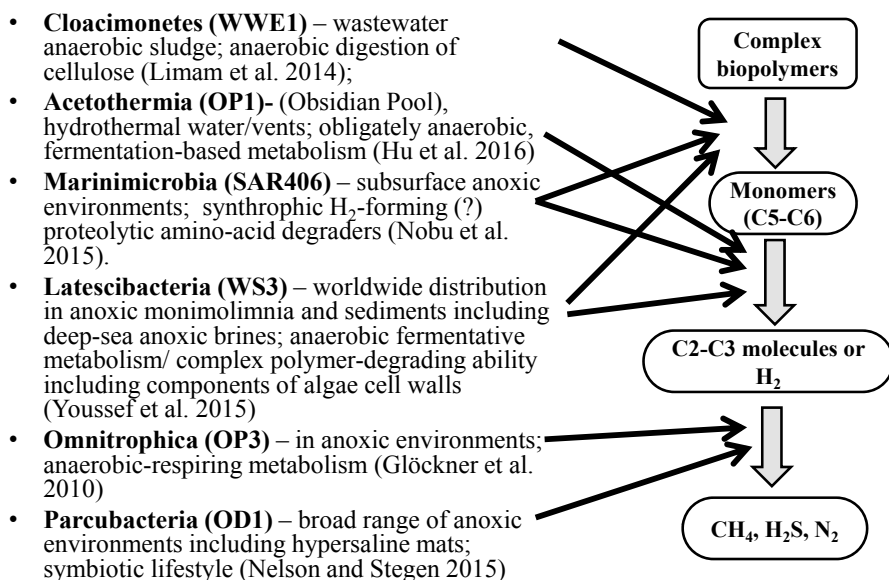 • Cloacimonetes (WWE1) – wastewater
anaerobic sludge; anaerobic digestion of
cellulose (Limam et al. 2014);
• Acetothermia (OP1)- (Obsidian Pool),
hydrothermal water/vents; obligately anaerobic,
fermentation-based metabolism (Hu et al. 2016)
• Marinimicrobia (SAR406) – subsurface anoxic
environments; synthrophic H₂-forming (?)
proteolytic amino-acid degraders (Nobu et al.
2015).
• Latescibacteria (WS3) – worldwide distribution
in anoxic monimolimnia and sediments including
deep-sea anoxic brines; anaerobic fermentative
metabolism/ complex polymer-degrading ability
including components of algae cell walls
(Youssef et al. 2015)
• Omnitrophica (OP3) – in anoxic environments;
anaerobic-respiring metabolism (Glöckner et al.
2010)
• Parcubacteria (OD1) – broad range of anoxic
environments including hypersaline mats;
symbiotic lifestyle (Nelson and Stegen 2015)
Complex
biopolymers
Monomers
(C5-C6)
C2-C3 molecules or
H₂
CH₄, H₂S, N₂